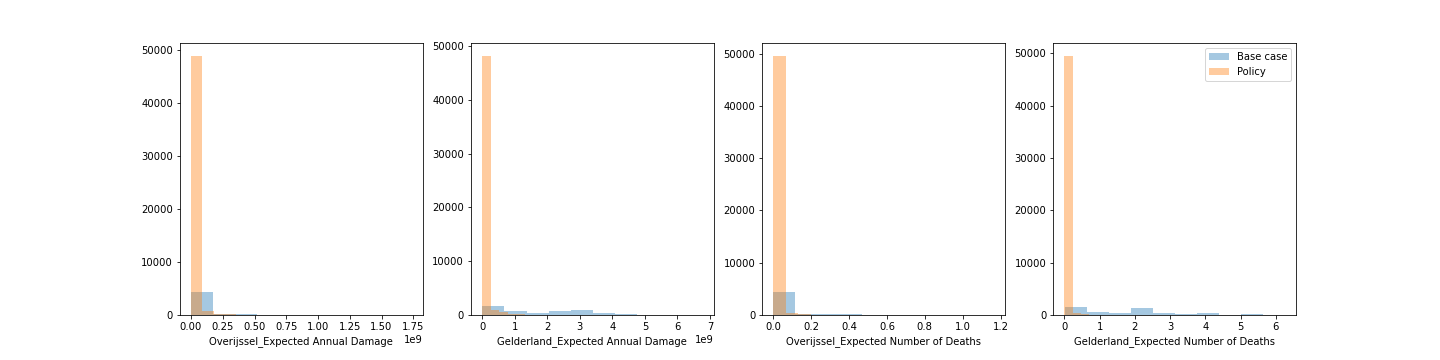 50000
40000
30000
20000
10000
0
0.00 0.25 0.50 0.75 1.00 1.25 1.50 1.75
1e9
Overijssel_Expected Annual Damage
50000
40000
30000
20000
10000
0
0 1 2 3 4 5 6 7
1e9
Gelderland_Expected Annual Damage
50000
40000
30000
20000
10000
0
0.0 0.2 0.4 0.6 0.8 1.0 1.2
Overijssel_Expected Number of Deaths
Base case
Policy
50000
40000
30000
20000
10000
0
0 1 2 3 4 5 6
Gelderland_Expected Number of Deaths